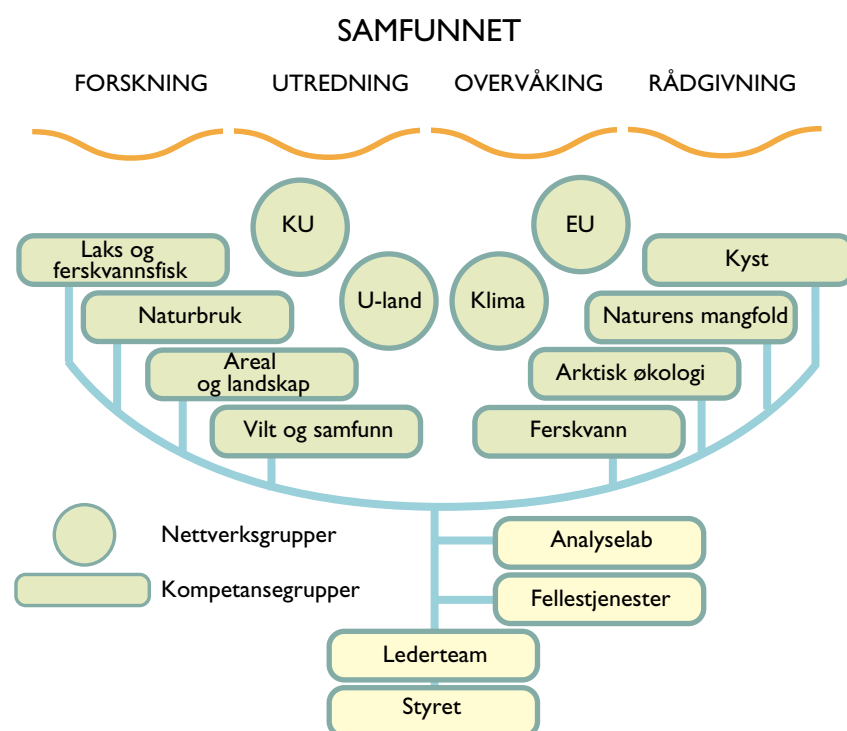 SAMFUNNET
FORSKNING UTREDNING OVERVÅKING RÅDGIVNING
KU
EU
Laks og
ferskvannsfisk
Kyst
U-land
Klima
Naturbruk
Naturens mangfold
Areal
og landskap
Arktisk økologi
Vilt og samfunn
Ferskvann
Nettverksgrupper
Analyselab
Kompetansegrupper
Fellestjenester
Lederteam
Styret